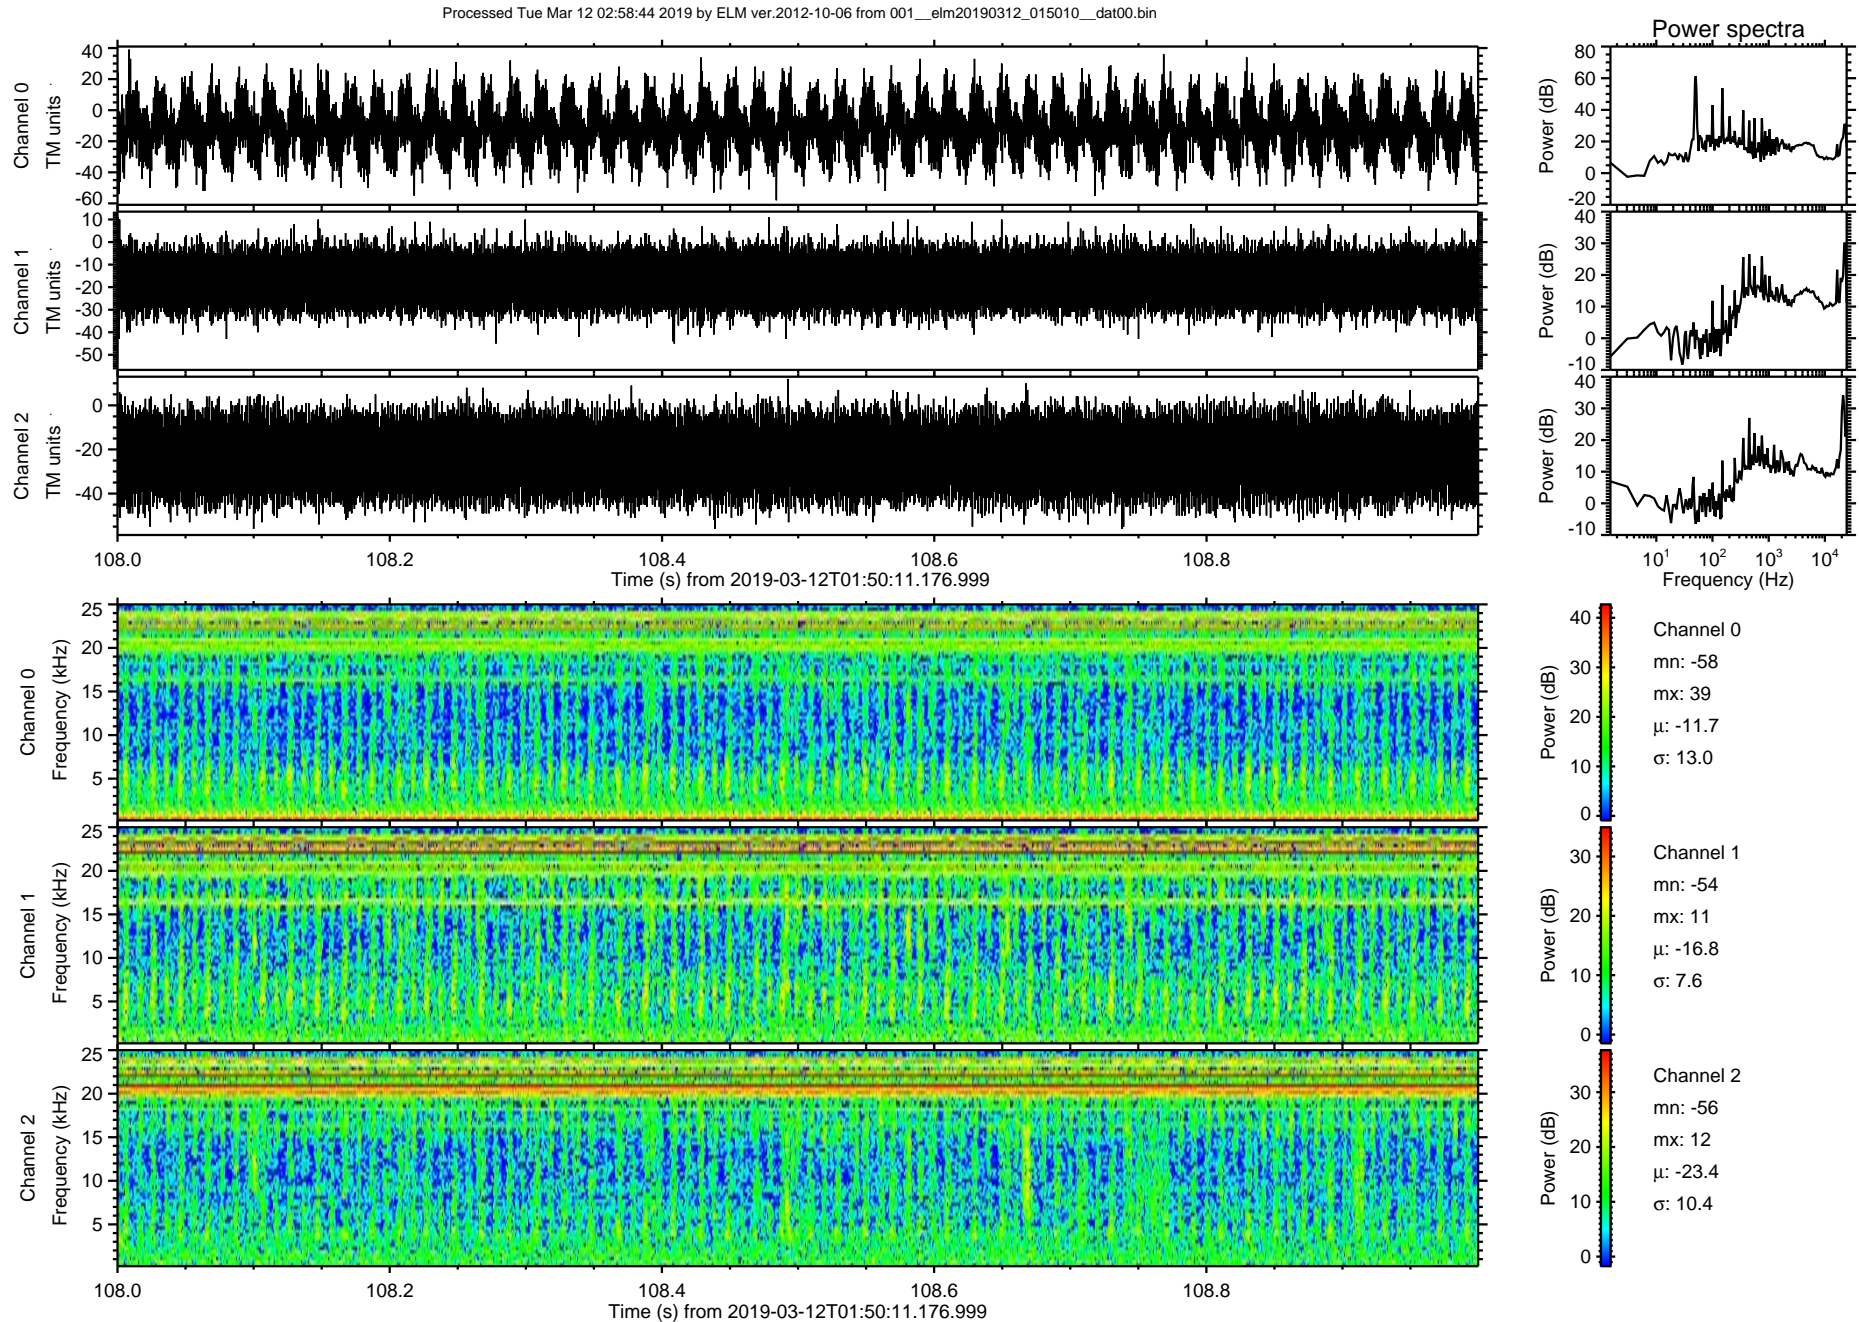 Processed Tue Mar 12 02:58:44 2019 by ELM ver.2012-10-06 from 001__elm20190312_015010__dat00.bin
Power spectra
Channel 0
TM units
40
20
0
-20
-40
-60
Power (dB)
80
60
40
20
0
-20
Channel 1
TM units
10
0
-10
-20
-30
-40
-50
Power (dB)
40
30
20
10
0
-10
Channel 2
TM units
0
-20
-40
Power (dB)
40
30
20
10
0
-10
108.0 108.2 108.4 108.6 108.8
Time (s) from 2019-03-12T01:50:11.176.999
10^1 10^2 10^3 10^4
Frequency (Hz)
Channel 0
Frequency (kHz)
25
20
15
10
5
Power (dB)
40
30
20
10
0
Channel 0
mn: -58
mx: 39
μ: -11.7
σ: 13.0
Channel 1
Frequency (kHz)
25
20
15
10
5
Power (dB)
30
20
10
0
Channel 1
mn: -54
mx: 11
μ: -16.8
σ: 7.6
Channel 2
Frequency (kHz)
25
20
15
10
5
Power (dB)
30
20
10
0
Channel 2
mn: -56
mx: 12
μ: -23.4
σ: 10.4
108.0 108.2 108.4 108.6 108.8
Time (s) from 2019-03-12T01:50:11.176.999